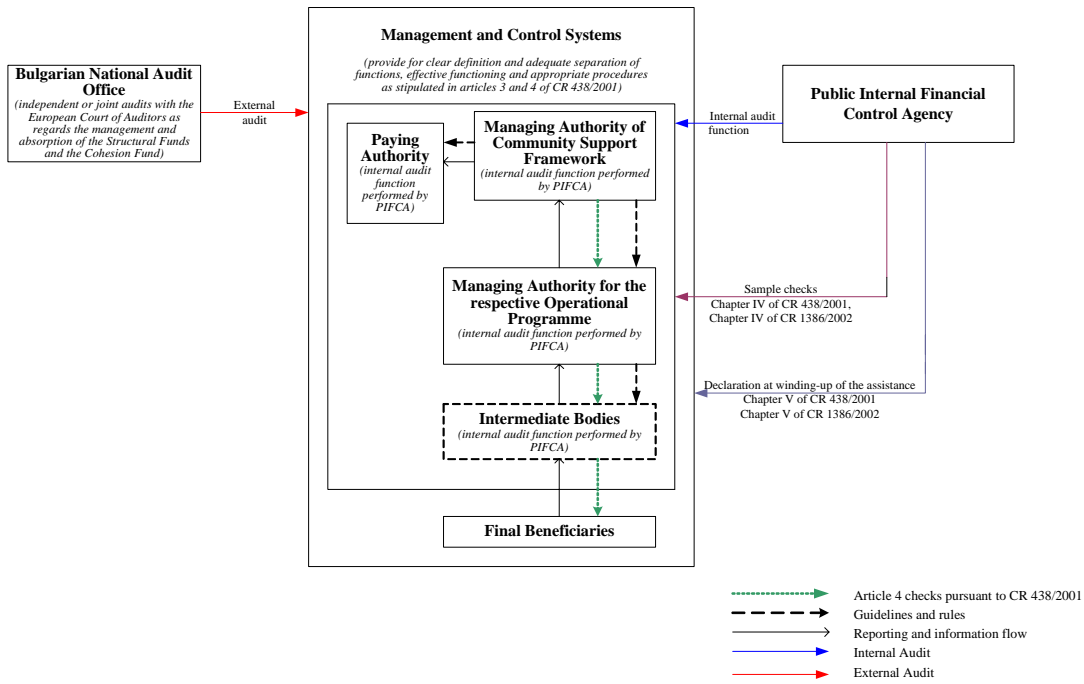 Management and Control Systems
(provide for clear definition and adequate separation of
functions, effective functioning and appropriate procedures
as stipulated in articles 3 and 4 of CR 438/2001)
Bulgarian National Audit
Office
(independent or joint audits with the
European Court of Auditors as
regards the management and
absorption of the Structural Funds
and the Cohesion Fund)
External
audit
Paying
Authority
(internal audit
function
performed by
PIFCA)
Managing Authority of
Community Support
Framework
(internal audit function performed
by PIFCA)
Internal audit
function
Public Internal Financial
Control Agency
Managing Authority for the
respective Operational
Programme
(internal audit function performed by
PIFCA)
Sample checks
Chapter IV of CR 438/2001,
Chapter IV of CR 1386/2002
Declaration at winding-up of the assistance
Chapter V of CR 438/2001
Chapter V of CR 1386/2002
Intermediate Bodies
(internal audit function performed by
PIFCA)
Final Beneficiaries
Article 4 checks pursuant to CR 438/2001
Guidelines and rules
Reporting and information flow
Internal Audit
External Audit